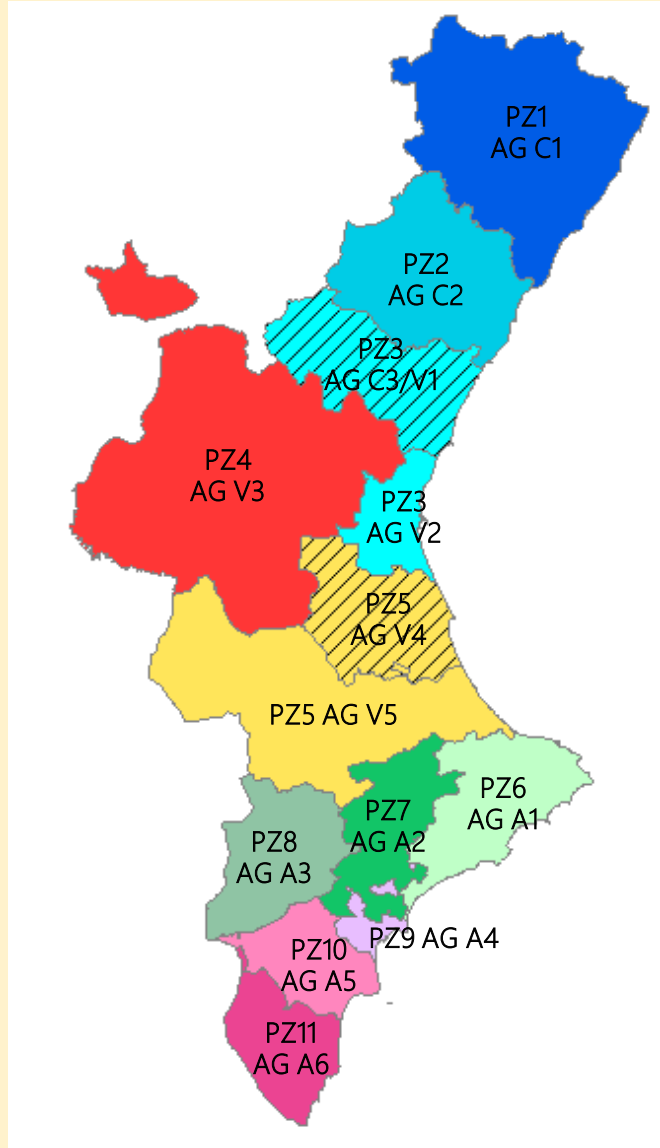 PZ1
AG C1
PZ2
AG C2
PZ3
AG C3/V1
PZ4
AG V3
PZ3
AG V2
PZ5
AG V4
PZ5 AG V5
PZ6
AG A1
PZ7
AG A2
PZ8
AG A3
PZ9 AG A4
PZ10
AG A5
PZ11
AG A6